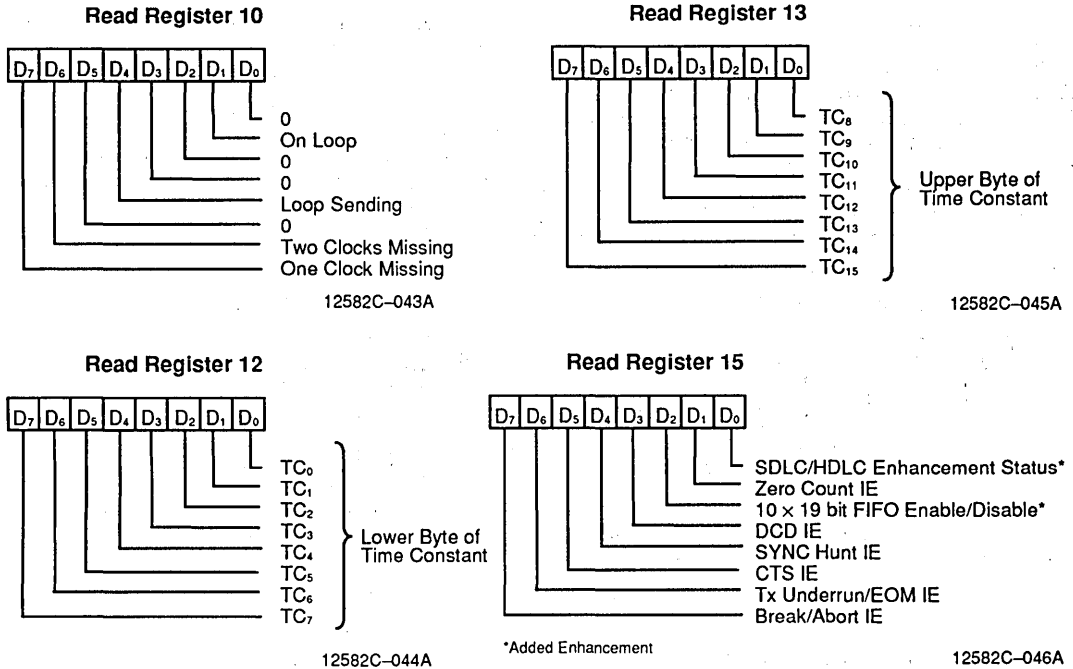 Read Register 10
D₇ D₆ D₅ D₄ D₃ D₂ D₁ D₀
0
On Loop
0
0
Loop Sending
0
Two Clocks Missing
One Clock Missing
12582C–043A
Read Register 13
D₇ D₆ D₅ D₄ D₃ D₂ D₁ D₀
TC₈
TC₉
TC₁₀
TC₁₁
TC₁₂
TC₁₃
TC₁₄
TC₁₅
Upper Byte of
Time Constant
12582C–045A
Read Register 12
D₇ D₆ D₅ D₄ D₃ D₂ D₁ D₀
TC₀
TC₁
TC₂
TC₃
TC₄
TC₅
TC₆
TC₇
Lower Byte of
Time Constant
12582C–044A
Read Register 15
D₇ D₆ D₅ D₄ D₃ D₂ D₁ D₀
SDLC/HDLC Enhancement Status*
Zero Count IE
10 × 19 bit FIFO Enable/Disable*
DCD IE
SYNC Hunt IE
CTS IE
Tx Underrun/EOM IE
Break/Abort IE
*Added Enhancement
12582C–046A